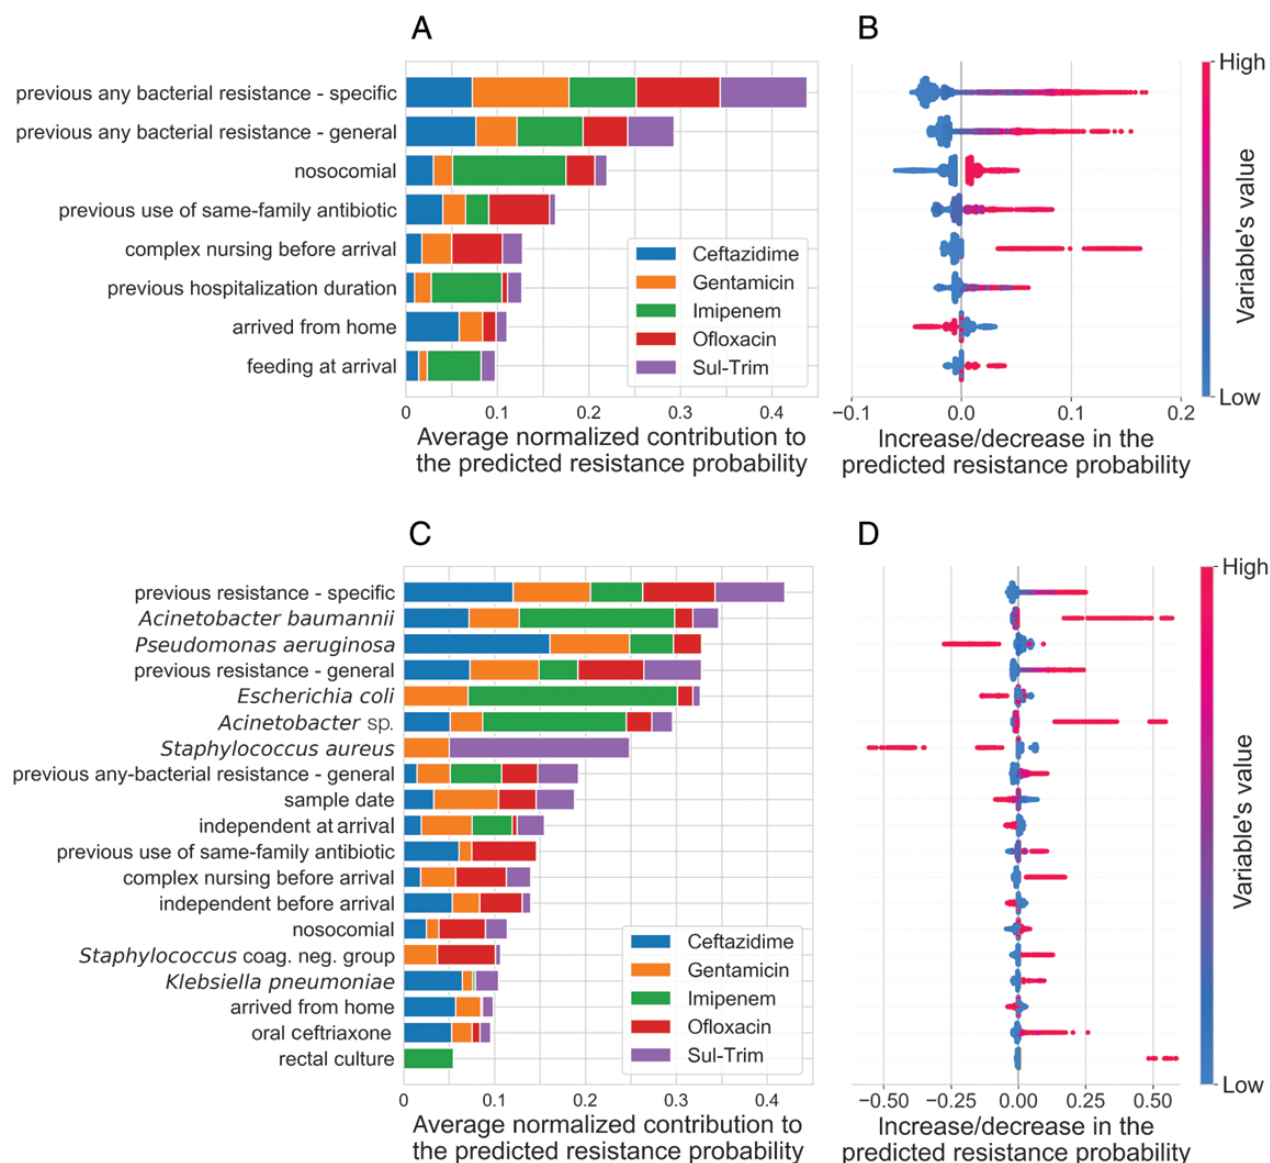 A
previous any bacterial resistance - specific
previous any bacterial resistance - general
nosocomial
previous use of same-family antibiotic
complex nursing before arrival
previous hospitalization duration
arrived from home
feeding at arrival
Ceftazidime
Gentamicin
Imipenem
Ofloxacin
Sul-Trim
0 0.1 0.2 0.3 0.4
Average normalized contribution to
the predicted resistance probability
B
High
Variable's value
Low
−0.1 0.0 0.1 0.2
Increase/decrease in the
predicted resistance probability
C
previous resistance - specific
Acinetobacter baumannii
Pseudomonas aeruginosa
previous resistance - general
Escherichia coli
Acinetobacter sp.
Staphylococcus aureus
previous any-bacterial resistance - general
sample date
independent at arrival
previous use of same-family antibiotic
complex nursing before arrival
independent before arrival
nosocomial
Staphylococcus coag. neg. group
Klebsiella pneumoniae
arrived from home
oral ceftriaxone
rectal culture
Ceftazidime
Gentamicin
Imipenem
Ofloxacin
Sul-Trim
0 0.1 0.2 0.3 0.4
Average normalized contribution to
the predicted resistance probability
D
High
Variable's value
Low
−0.50 −0.25 0.00 0.25 0.50
Increase/decrease in the
predicted resistance probability